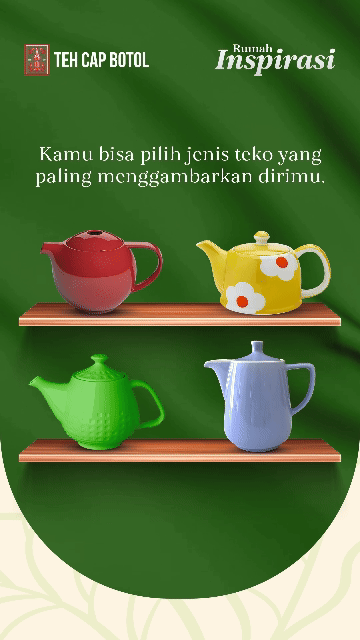 TEH CAP BOTOL
Rumah
Inspirasi
Kamu bisa pilih jenis teko yang
paling menggambarkan dirimu.